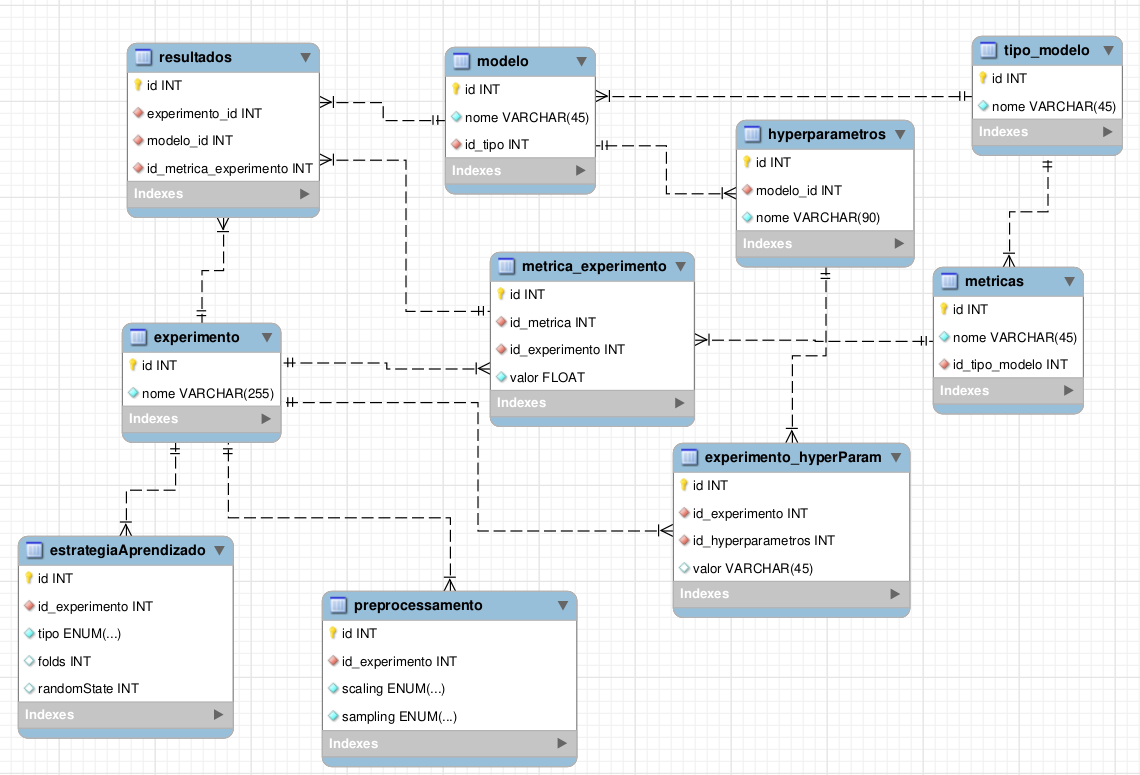 resultados
id INT
experimento_id INT
modelo_id INT
id_metrica_experimento INT
Indexes
modelo
id INT
nome VARCHAR(45)
id_tipo INT
Indexes
tipo_modelo
id INT
nome VARCHAR(45)
Indexes
hyperparametros
id INT
modelo_id INT
nome VARCHAR(90)
Indexes
metrica_experimento
id INT
id_metrica INT
id_experimento INT
valor FLOAT
Indexes
metricas
id INT
nome VARCHAR(45)
id_tipo_modelo INT
Indexes
experimento
id INT
nome VARCHAR(255)
Indexes
experimento_hyperParam
id INT
id_experimento INT
id_hyperparametros INT
valor VARCHAR(45)
Indexes
estrategiaAprendizado
id INT
id_experimento INT
tipo ENUM(...)
folds INT
randomState INT
Indexes
preprocessamento
id INT
id_experimento INT
scaling ENUM(...)
sampling ENUM(...)
Indexes